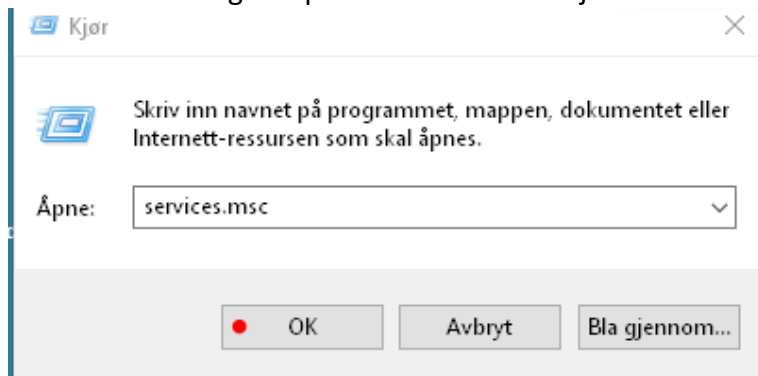 Kjør
Skriv inn navnet på programmet, mappen, dokumentet eller
Internett-ressursen som skal åpnes.
Åpne: services.msc
OK Avbryt Bla gjennom...